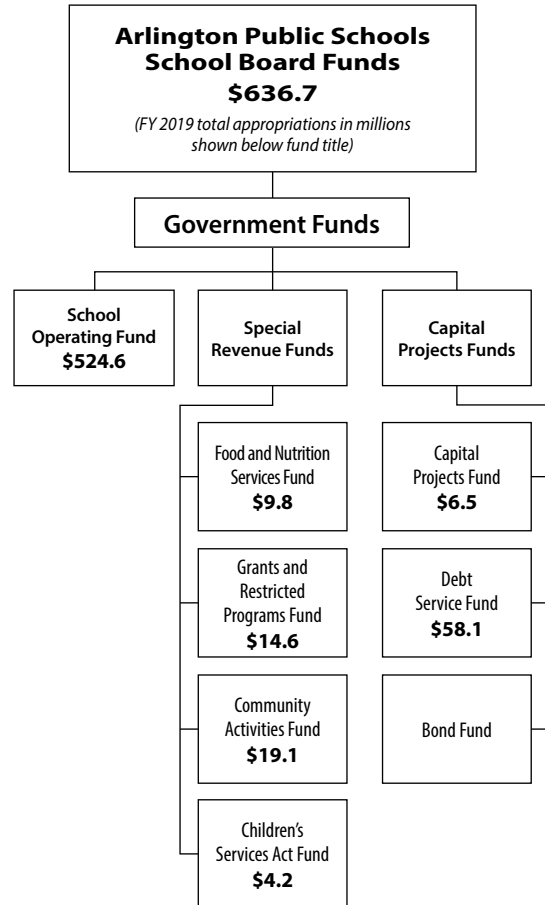 Arlington Public Schools
School Board Funds
$636.7
(FY 2019 total appropriations in millions
shown below fund title)
Government Funds
School
Operating Fund
$524.6
Special
Revenue Funds
Capital
Projects Funds
Food and Nutrition
Services Fund
$9.8
Grants and
Restricted
Programs Fund
$14.6
Community
Activities Fund
$19.1
Children's
Services Act Fund
$4.2
Capital
Projects Fund
$6.5
Debt
Service Fund
$58.1
Bond Fund